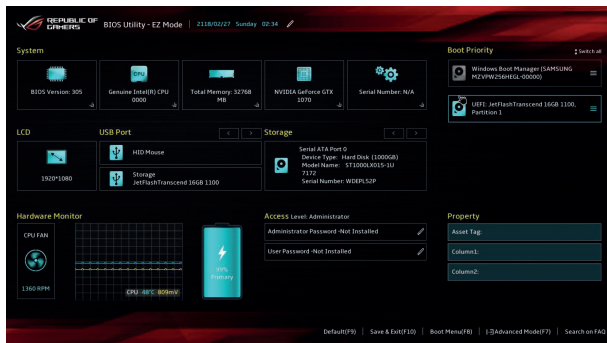 REPUBLIC OF
GAMERS
BIOS Utility - EZ Mode
2118/02/27 Sunday 02:34
System
BIOS Version: 305
CPU
Genuine Intel(R) CPU
0000
Total Memory: 32768
MB
NVIDIA GeForce GTX
1070
Serial Number: N/A
Boot Priority
Switch all
Windows Boot Manager (SAMSUNG
MZVPW256HEGL-00000)
UEFI: JetFlashTranscend 16GB 1100,
Partition 1
LCD
1920*1080
USB Port
< >
HID Mouse
Storage
JetFlashTranscend 16GB 1100
Storage
< >
Serial ATA Port 0
Device Type: Hard Disk (1000GB)
Model Name: ST1000LX015-1U
7172
Serial Number: WDEPLS2P
Hardware Monitor
CPU FAN
1360 RPM
CPU 48°C 809mV
99%
Primary
Access Level: Administrator
Administrator Password -Not Installed
User Password -Not Installed
Property
Asset Tag:
Column1:
Column2:
Default(F9) | Save & Exit(F10) | Boot Menu(F8) | Advanced Mode(F7) | Search on FAQ